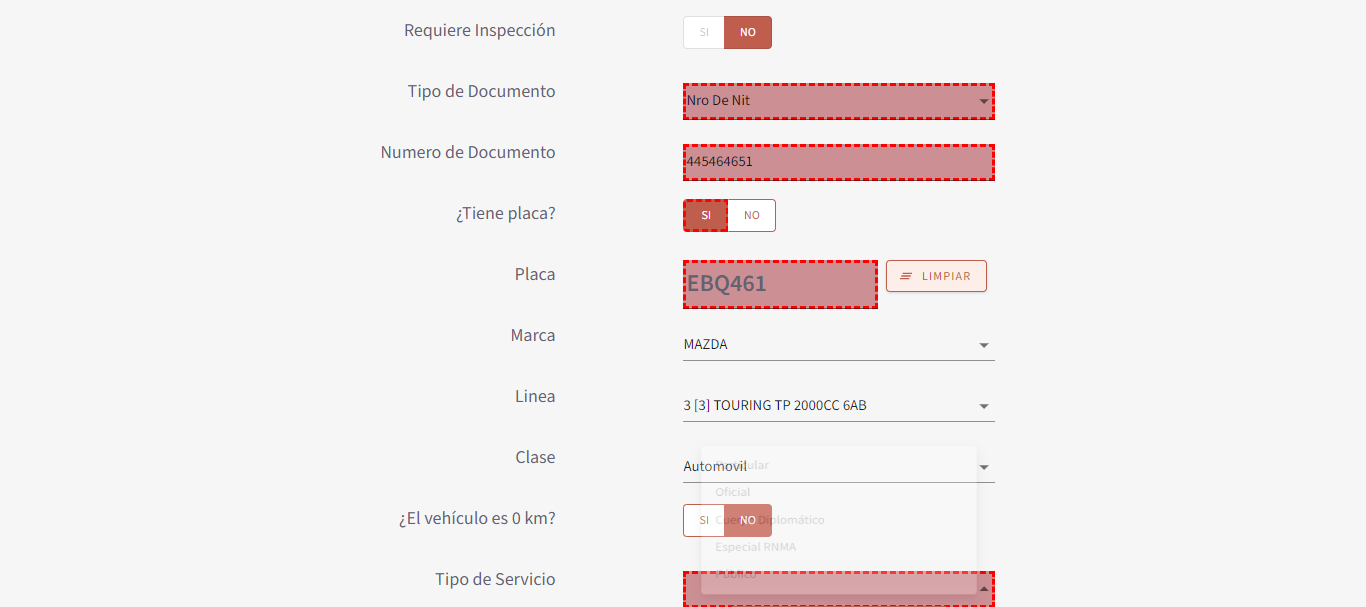 Requiere Inspección SI NO
Tipo de Documento Nro De Nit
Numero de Documento 445464651
¿Tiene placa? SI NO
Placa EBQ461 LIMPIAR
Marca MAZDA
Linea 3 [3] TOURING TP 2000CC 6AB
Clase Automovil
Particular
Oficial
¿El vehículo es 0 km? SI NO
Cuerpo Diplomático
Especial RNMA
Público
Tipo de Servicio